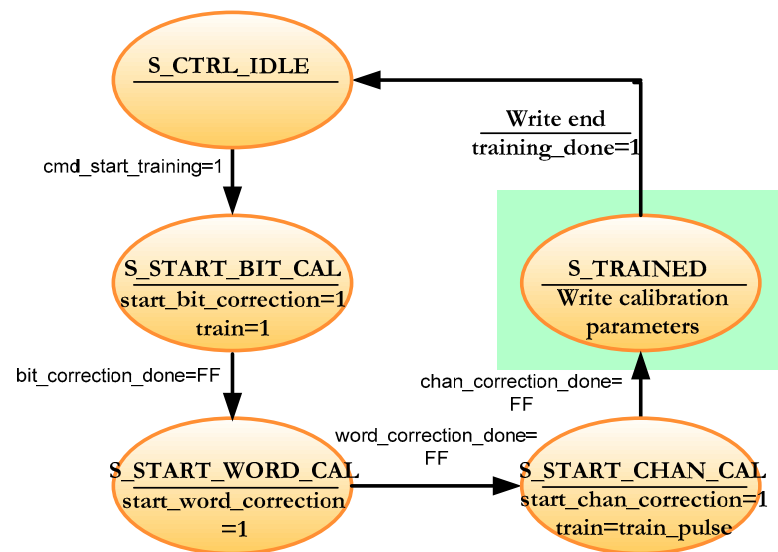 S_CTRL_IDLE
cmd_start_training=1
S_START_BIT_CAL
start_bit_correction=1
train=1
bit_correction_done=FF
S_START_WORD_CAL
start_word_correction
=1
word_correction_done=
FF
S_START_CHAN_CAL
start_chan_correction=1
train=train_pulse
chan_correction_done=
FF
S_TRAINED
Write calibration
parameters
Write end
training_done=1